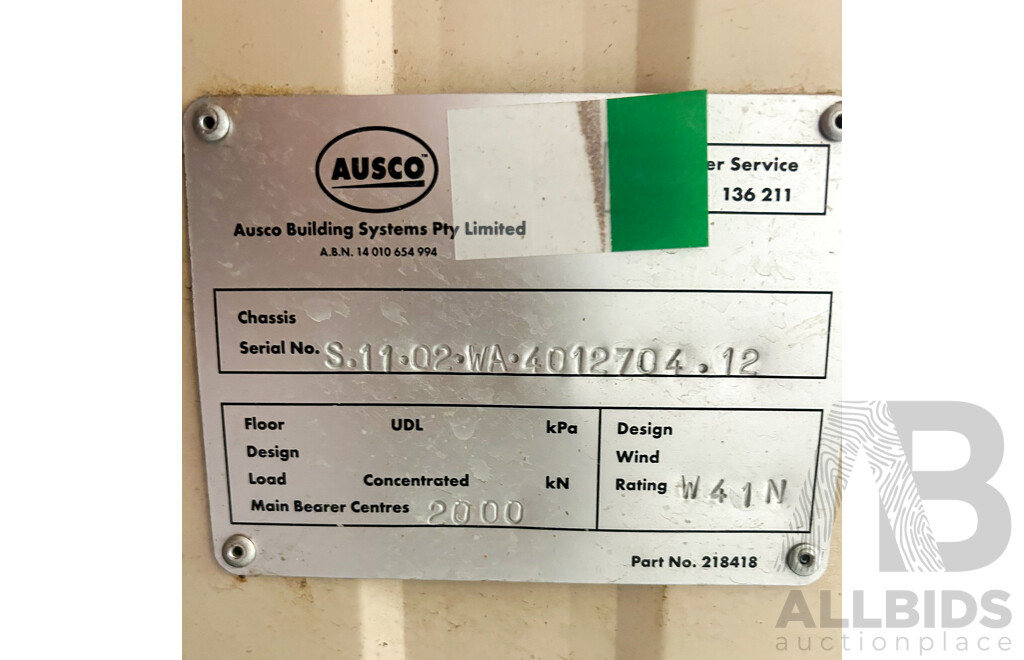 AUSCO™
er Service
136 211
Ausco Building Systems Pty Limited
A.B.N. 14 010 654 994
Chassis
Serial No. S.11.02.WA.4012704.12
Floor UDL kPa
Design
Load Concentrated kN
Main Bearer Centres 2000
Design
Wind
Rating W41N
Part No. 218418
AB
ALLBIDS
auctionplace